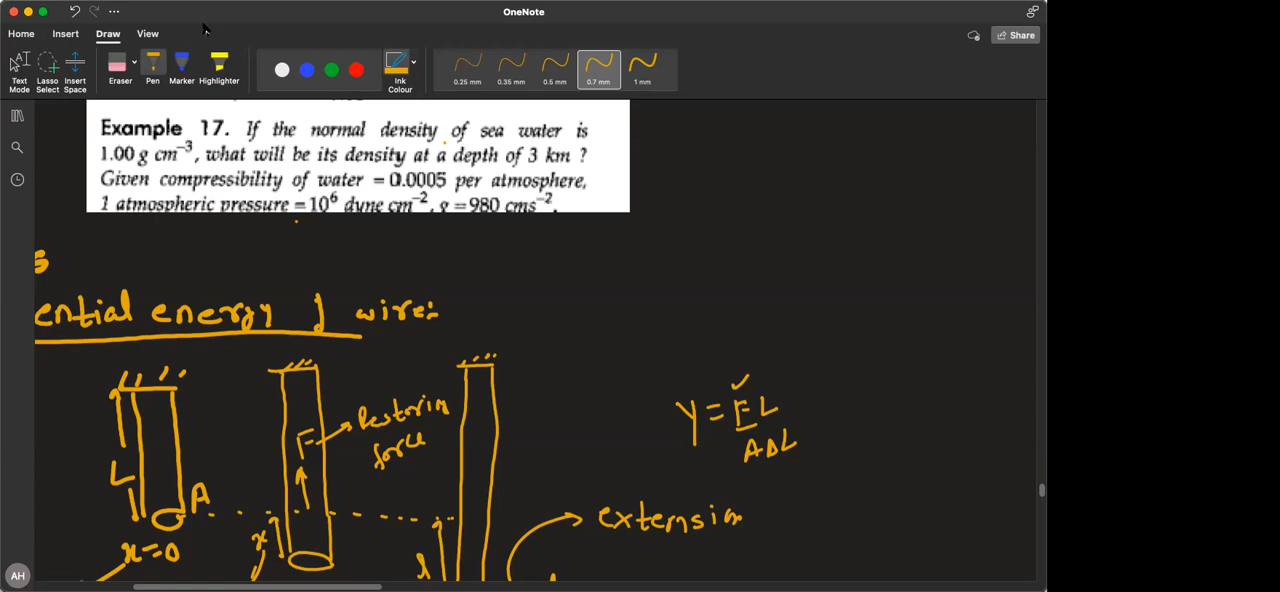 OneNote
Home Insert Draw View
Share
Text Mode
Lasso Select
Insert Space
Eraser
Pen
Marker
Highlighter
Ink Colour
0.25 mm
0.35 mm
0.5 mm
0.7 mm
1 mm
Example 17. If the normal density of sea water is
1.00 g cm⁻³, what will be its density at a depth of 3 km ?
Given compressibility of water = 0.0005 per atmosphere,
1 atmospheric pressure = 10⁶ dyne cm⁻², g = 980 cms⁻².
ential energy of wire:
L
A
x=0
F
Restorin
force
x
l
Y = FL
AΔL
extension
AH